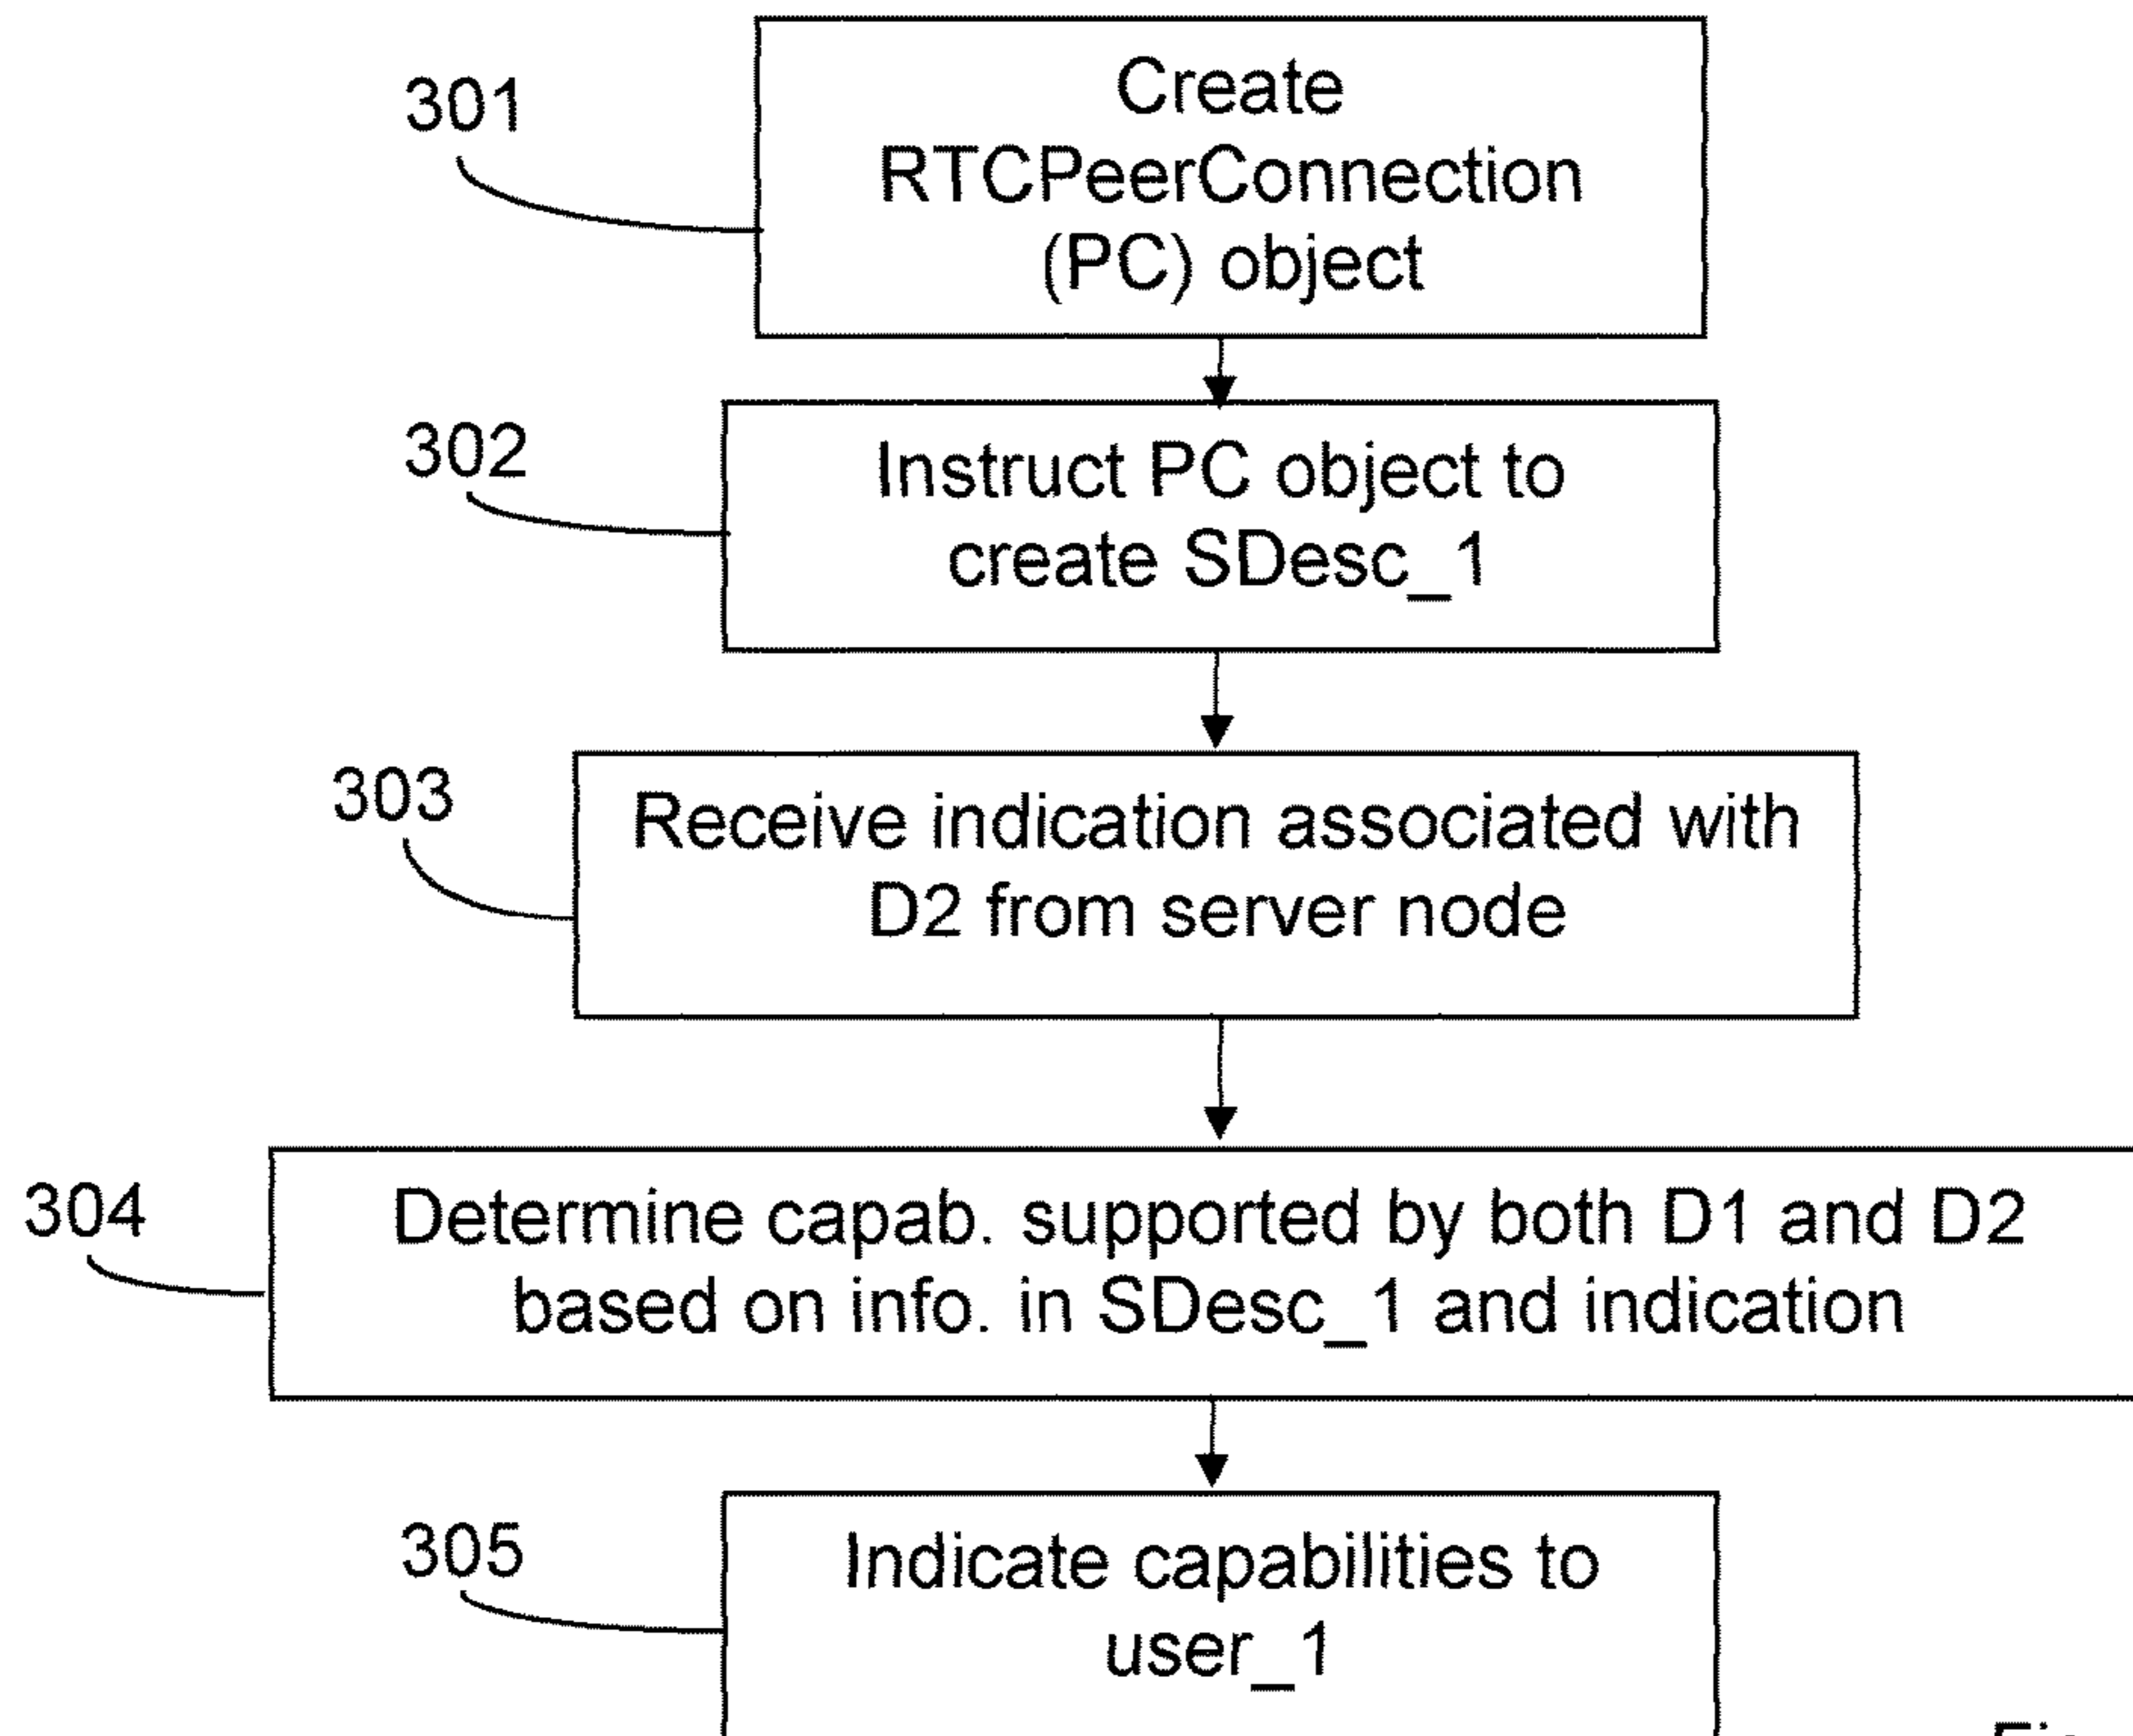 301
Create
RTCPeerConnection
(PC) object
302
Instruct PC object to
create SDesc_1
303
Receive indication associated with
D2 from server node
304
Determine capab. supported by both D1 and D2
based on info. in SDesc_1 and indication
305
Indicate capabilities to
user_1